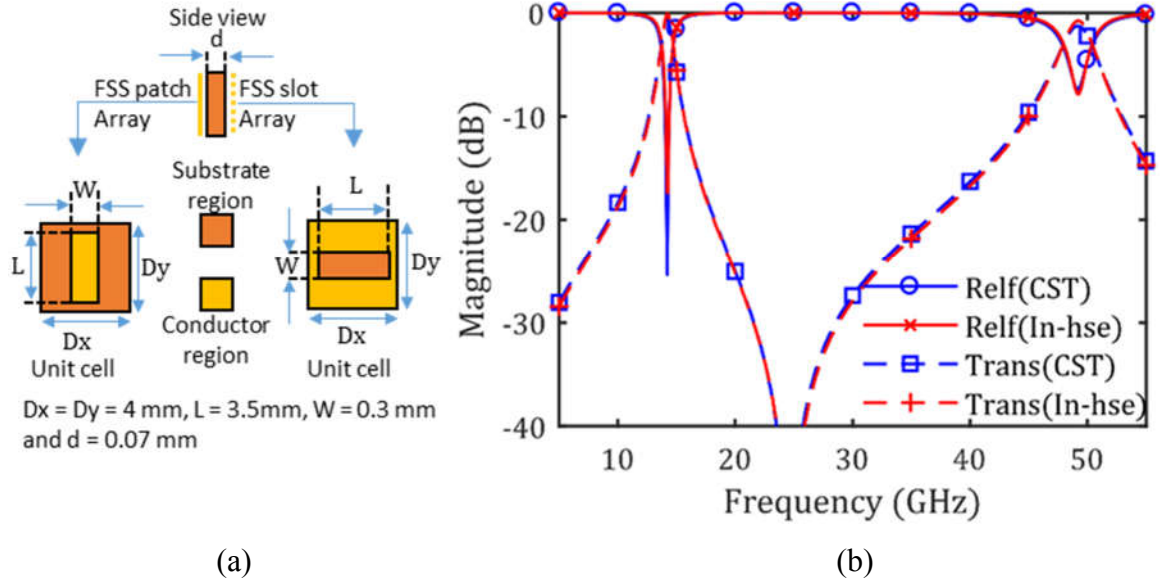 Side view
d
FSS patch
Array
FSS slot
Array
W
L
Dy
Dx
Unit cell
Substrate
region
Conductor
region
L
W
Dy
Dx
Unit cell
Dx = Dy = 4 mm, L = 3.5mm, W = 0.3 mm
and d = 0.07 mm
(a)
Magnitude (dB)
0
-10
-20
-30
-40
10
20
30
40
50
Frequency (GHz)
Relf(CST)
Relf(In-hse)
Trans(CST)
Trans(In-hse)
(b)